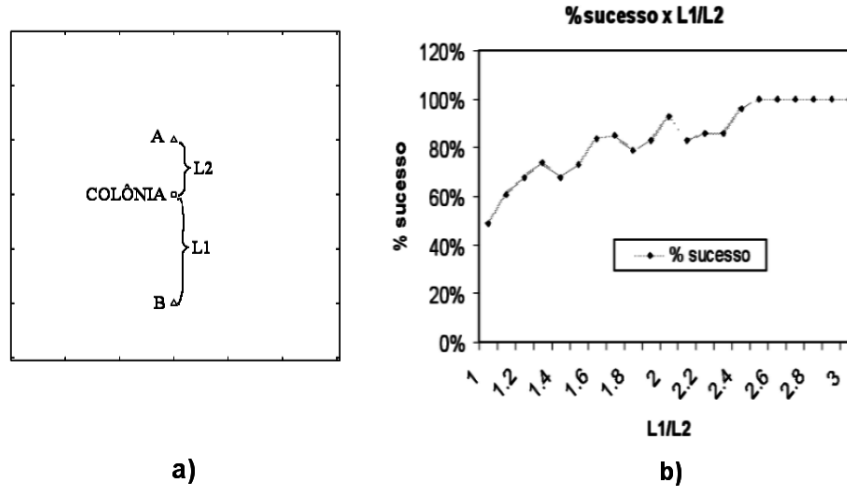 A
L2
COLÔNIA
L1
B
a)
%sucesso x L1/L2
120%
100%
80%
60%
40%
20%
0%
% sucesso
% sucesso
1
1.2
1.4
1.6
1.8
2
2.2
2.4
2.6
2.8
3
L1/L2
b)